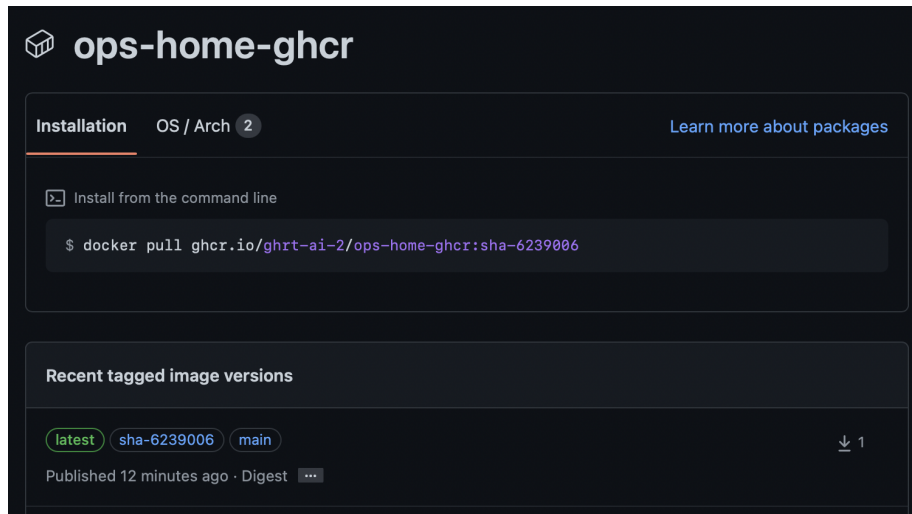 ops-home-ghcr
Installation OS / Arch 2 Learn more about packages
Install from the command line
$ docker pull ghcr.io/ghrt-ai-2/ops-home-ghcr:sha-6239006
Recent tagged image versions
latest sha-6239006 main 1
Published 12 minutes ago · Digest ···